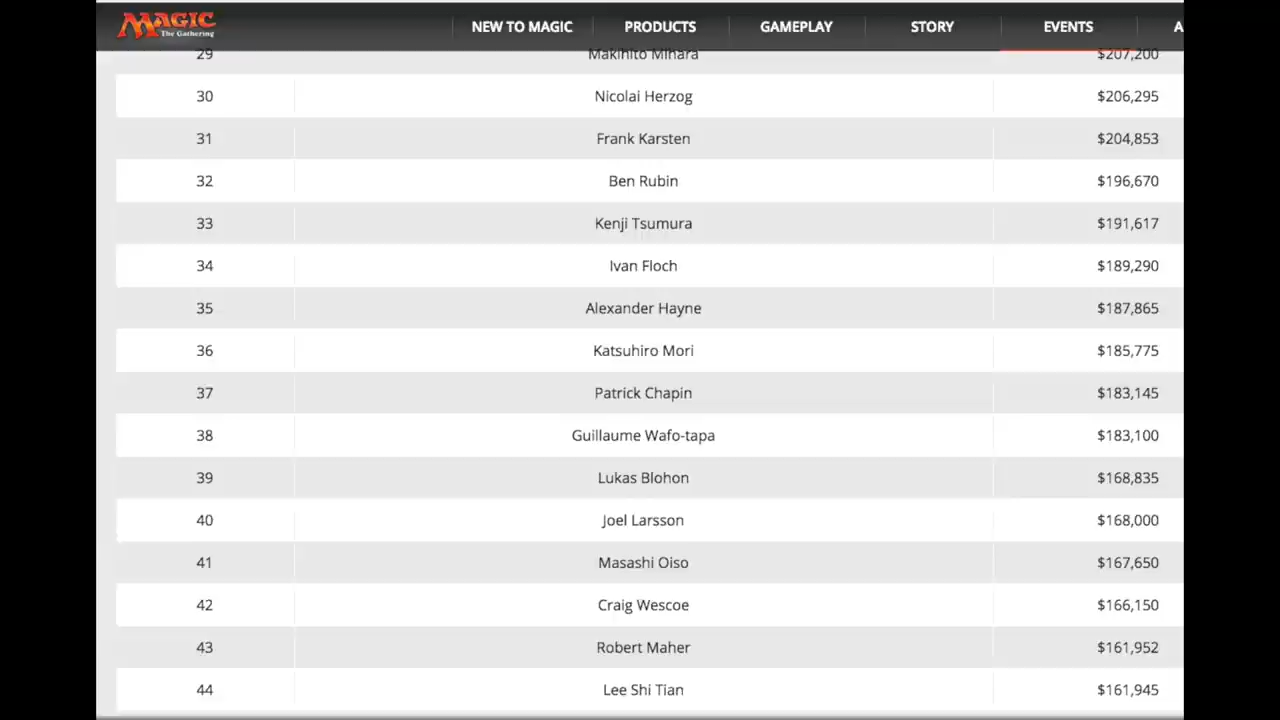 MAGIC
The Gathering
NEW TO MAGIC PRODUCTS GAMEPLAY STORY EVENTS A
29 Makihito Mihara $207,200
30 Nicolai Herzog $206,295
31 Frank Karsten $204,853
32 Ben Rubin $196,670
33 Kenji Tsumura $191,617
34 Ivan Floch $189,290
35 Alexander Hayne $187,865
36 Katsuhiro Mori $185,775
37 Patrick Chapin $183,145
38 Guillaume Wafo-tapa $183,100
39 Lukas Blohon $168,835
40 Joel Larsson $168,000
41 Masashi Oiso $167,650
42 Craig Wescoe $166,150
43 Robert Maher $161,952
44 Lee Shi Tian $161,945